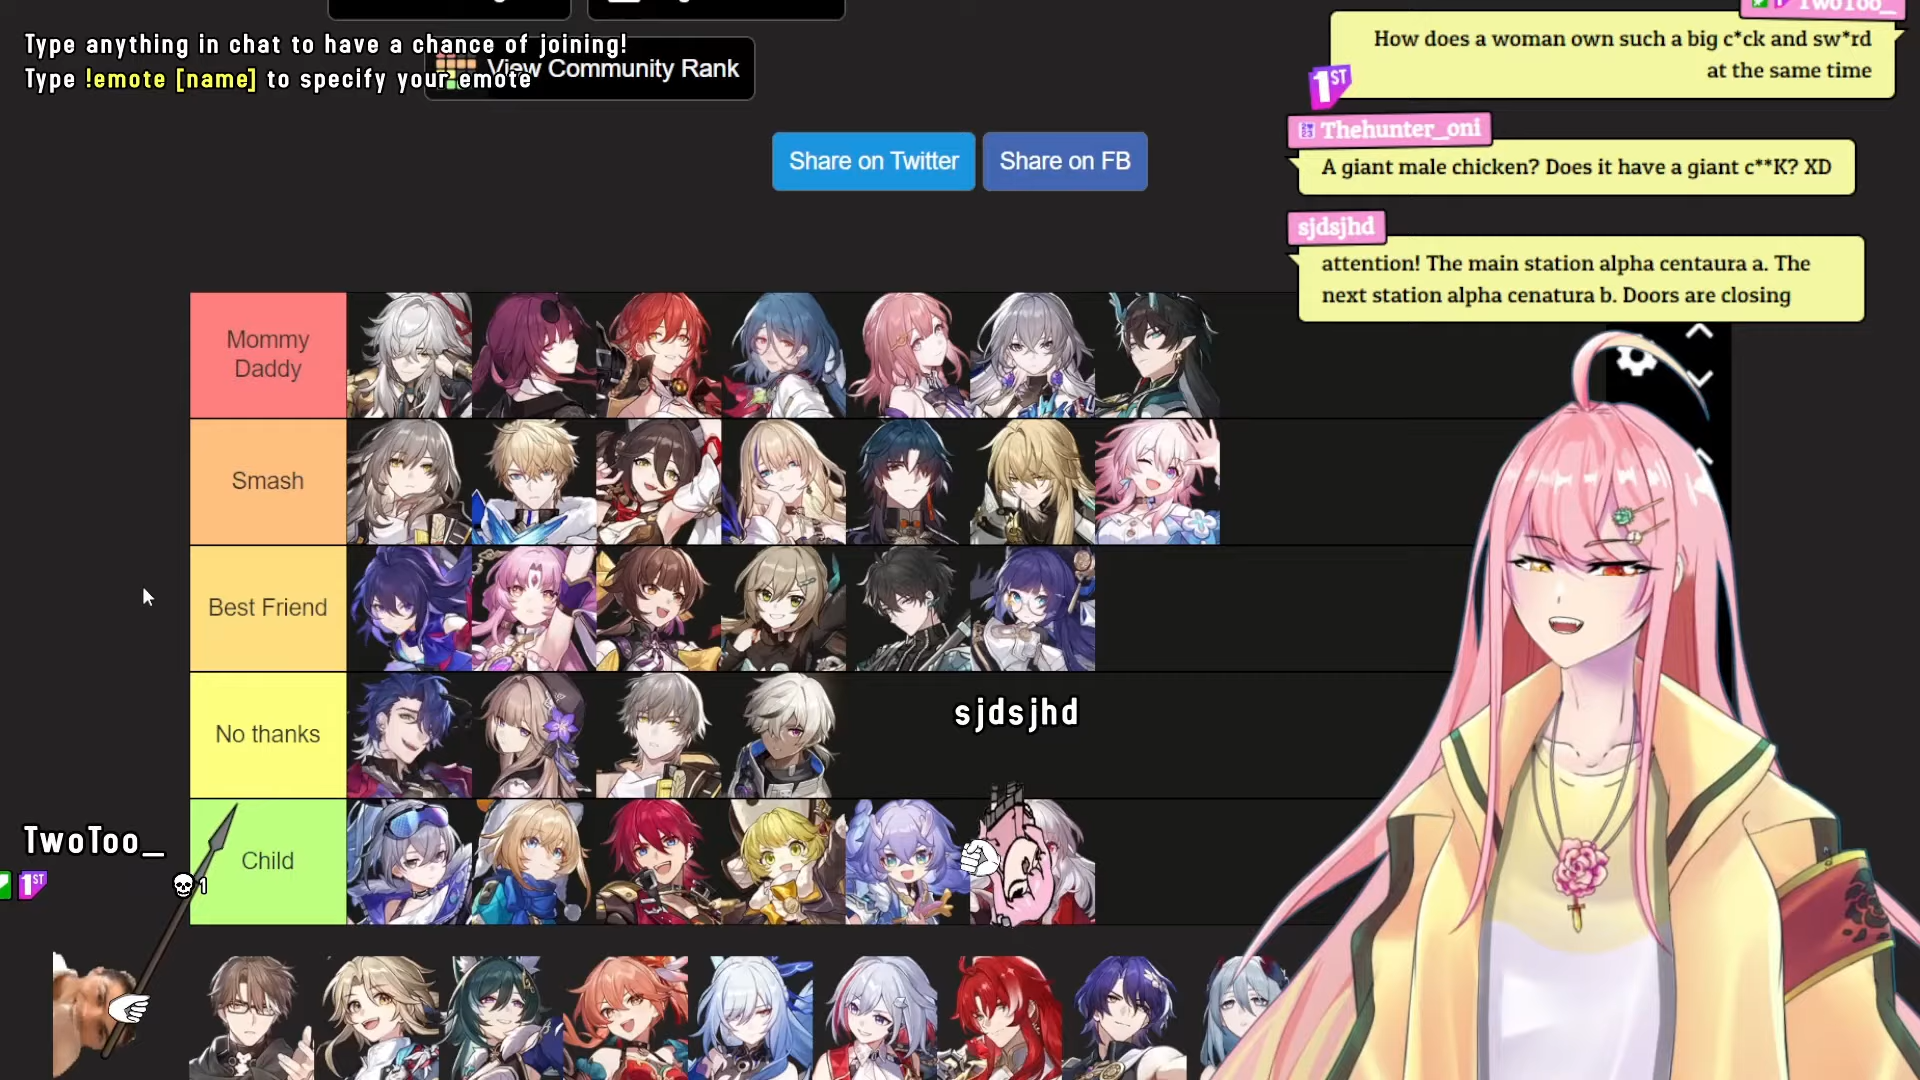 Type anything in chat to have a chance of joining!
Type !emote [name] to specify your emote
View Community Rank
Share on Twitter
Share on FB
TwoToo_
How does a woman own such a big c*ck and sw*rd
at the same time
1ST
Thehunter_oni
A giant male chicken? Does it have a giant c**K? XD
sjdsjhd
attention! The main station alpha centaura a. The
next station alpha cenatura b. Doors are closing
Mommy
Daddy
Smash
Best Friend
No thanks
sjdsjhd
Child
TwoToo_
1ST
1